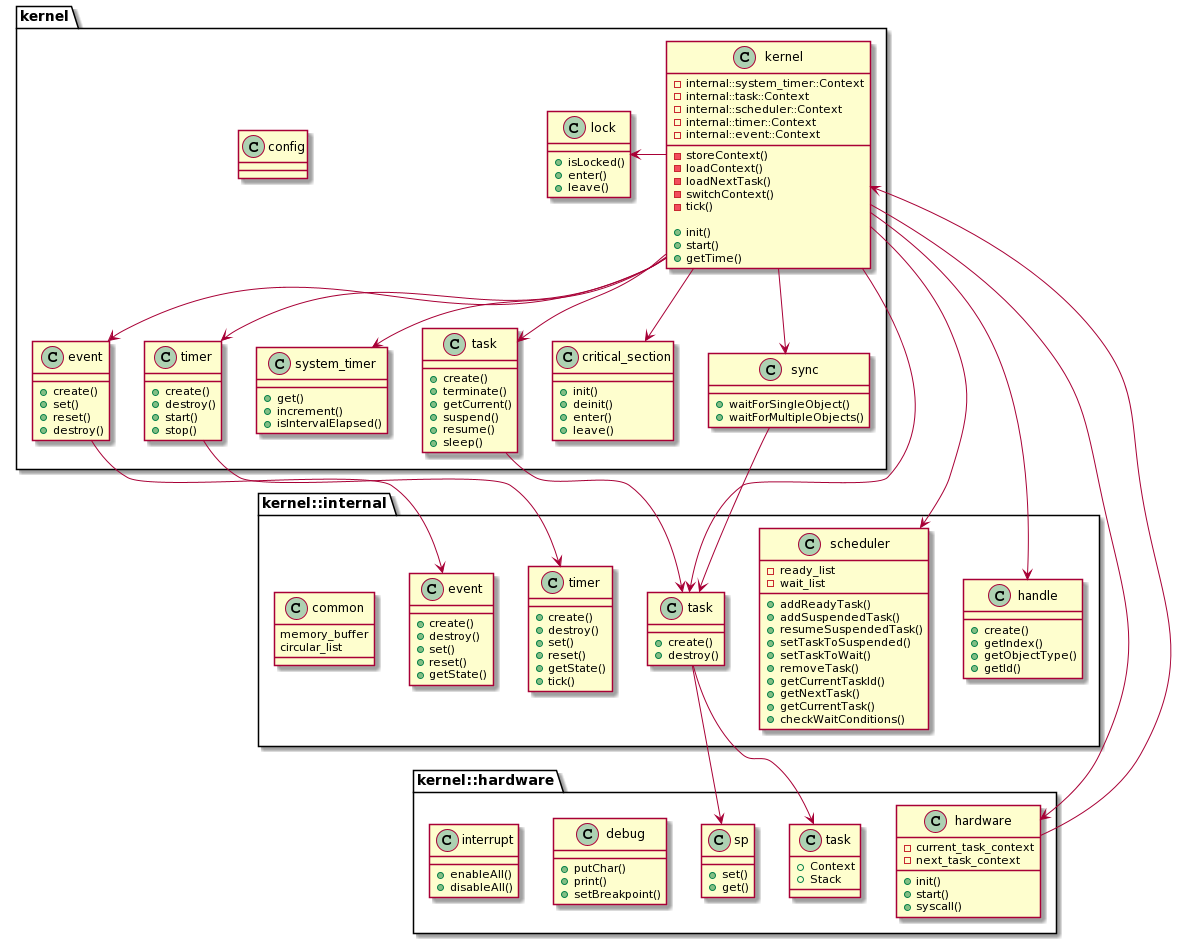 kernel
C kernel
internal::system_timer::Context
internal::task::Context
internal::scheduler::Context
internal::timer::Context
internal::event::Context
storeContext()
loadContext()
loadNextTask()
switchContext()
tick()
init()
start()
getTime()
C lock
isLocked()
enter()
leave()
C config
C event
create()
set()
reset()
destroy()
C timer
create()
destroy()
start()
stop()
C system_timer
get()
increment()
isIntervalElapsed()
C task
create()
terminate()
getCurrent()
suspend()
resume()
sleep()
C critical_section
init()
deinit()
enter()
leave()
C sync
waitForSingleObject()
waitForMultipleObjects()
kernel::internal
C common
memory_buffer
circular_list
C event
create()
destroy()
set()
reset()
getState()
C timer
create()
destroy()
set()
reset()
getState()
tick()
C task
create()
destroy()
C scheduler
ready_list
wait_list
addReadyTask()
addSuspendedTask()
resumeSuspendedTask()
setTaskToSuspended()
setTaskToWait()
removeTask()
getCurrentTaskId()
getNextTask()
getCurrentTask()
checkWaitConditions()
C handle
create()
getIndex()
getObjectType()
getId()
kernel::hardware
C interrupt
enableAll()
disableAll()
C debug
putChar()
print()
setBreakpoint()
C sp
set()
get()
C task
Context
Stack
C hardware
current_task_context
next_task_context
init()
start()
syscall()